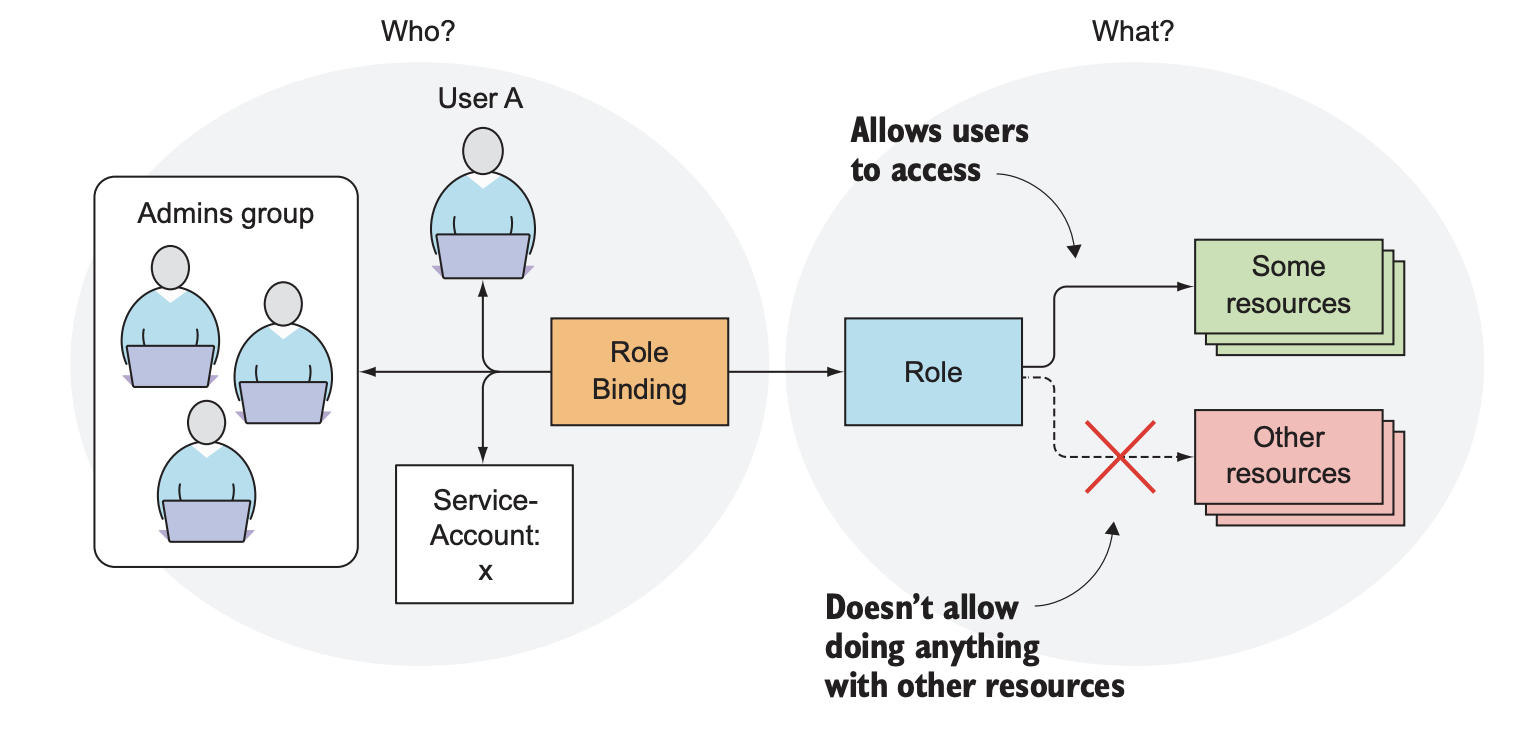 Who?
What?
User A
Admins group
Role
Binding
Service-
Account:
x
Allows users
to access
Role
Some
resources
Other
resources
Doesn’t allow
doing anything
with other resources